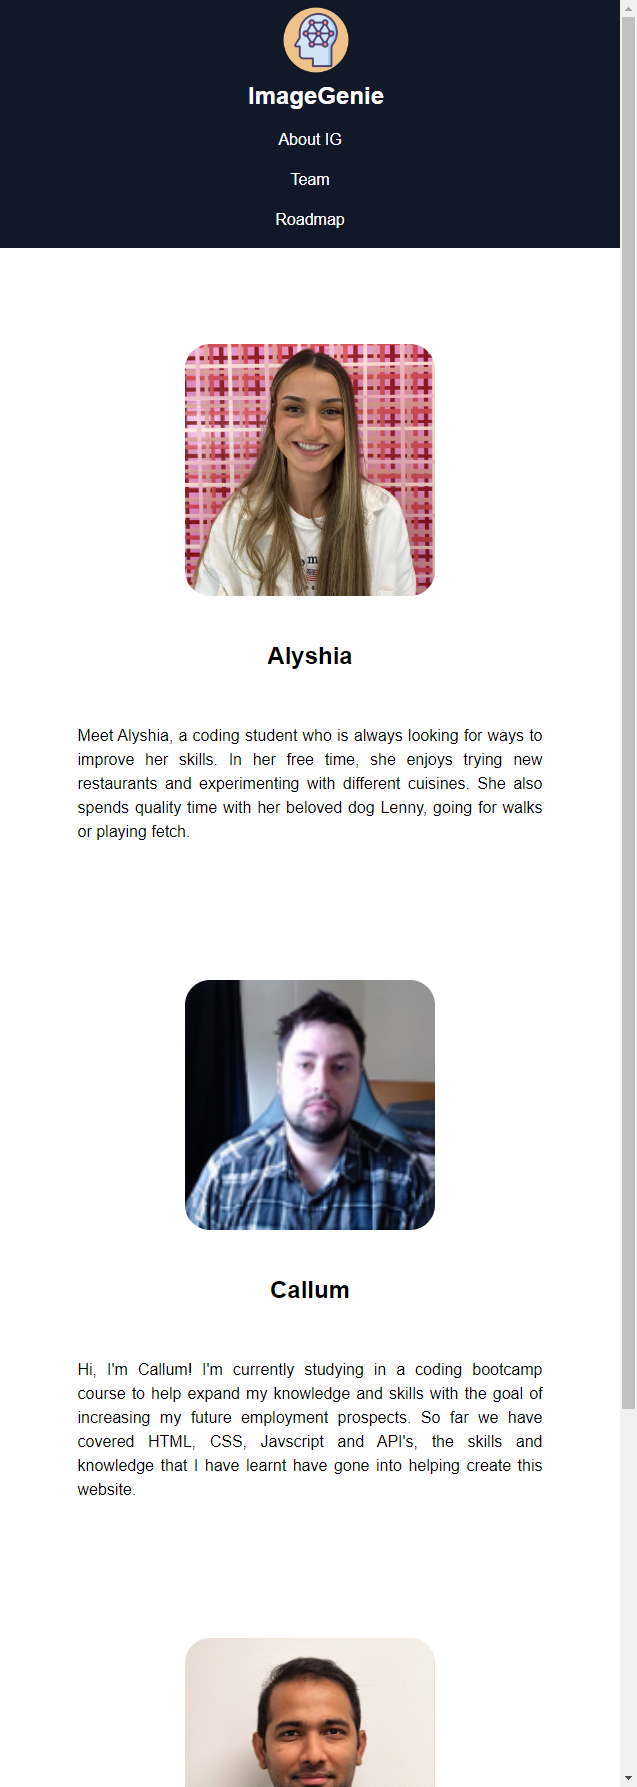 ImageGenie
About IG
Team
Roadmap
Alyshia
Meet Alyshia, a coding student who is always looking for ways to
improve her skills. In her free time, she enjoys trying new
restaurants and experimenting with different cuisines. She also
spends quality time with her beloved dog Lenny, going for walks
or playing fetch.
Callum
Hi, I'm Callum! I'm currently studying in a coding bootcamp
course to help expand my knowledge and skills with the goal of
increasing my future employment prospects. So far we have
covered HTML, CSS, Javscript and API's, the skills and
knowledge that I have learnt have gone into helping create this
website.